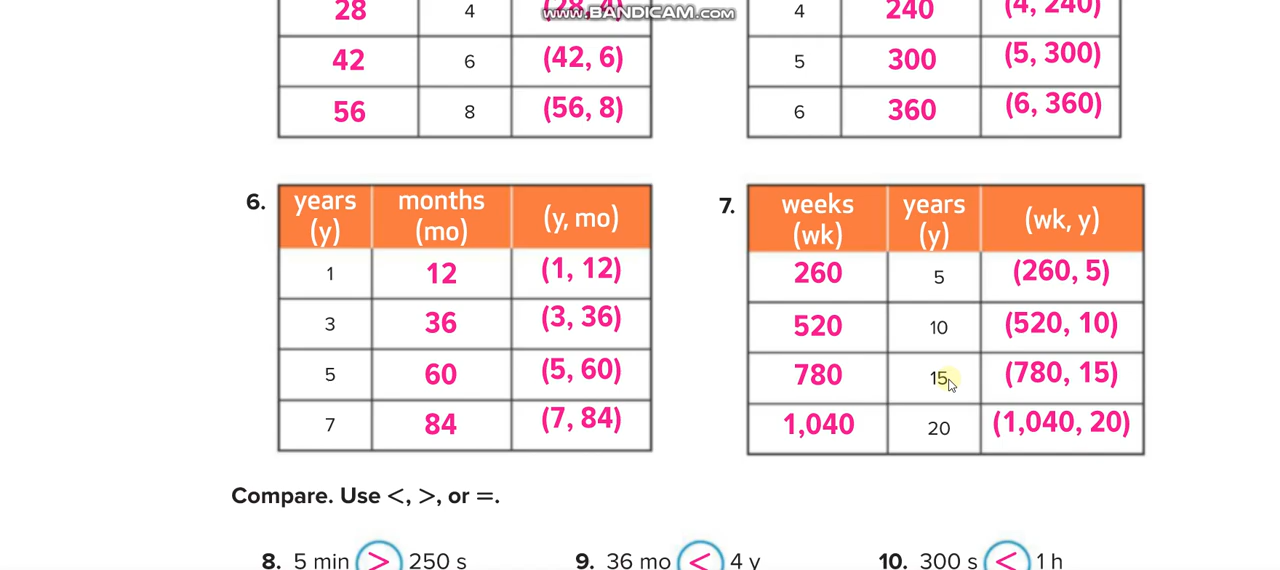 www.BANDICAM.com
28 4 (28, 4)
42 6 (42, 6)
56 8 (56, 8)
4 240 (4, 240)
5 300 (5, 300)
6 360 (6, 360)
6.
years (y) months (mo) (y, mo)
1 12 (1, 12)
3 36 (3, 36)
5 60 (5, 60)
7 84 (7, 84)
7.
weeks (wk) years (y) (wk, y)
260 5 (260, 5)
520 10 (520, 10)
780 15 (780, 15)
1,040 20 (1,040, 20)
Compare. Use <, >, or =.
8. 5 min > 250 s
9. 36 mo < 4 y
10. 300 s < 1 h